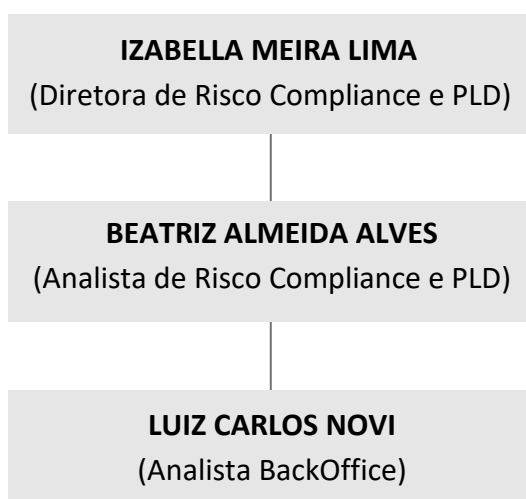 IZABELLA MEIRA LIMA
(Diretora de Risco Compliance e PLD)
BEATRIZ ALMEIDA ALVES
(Analista de Risco Compliance e PLD)
LUIZ CARLOS NOVI
(Analista BackOffice)